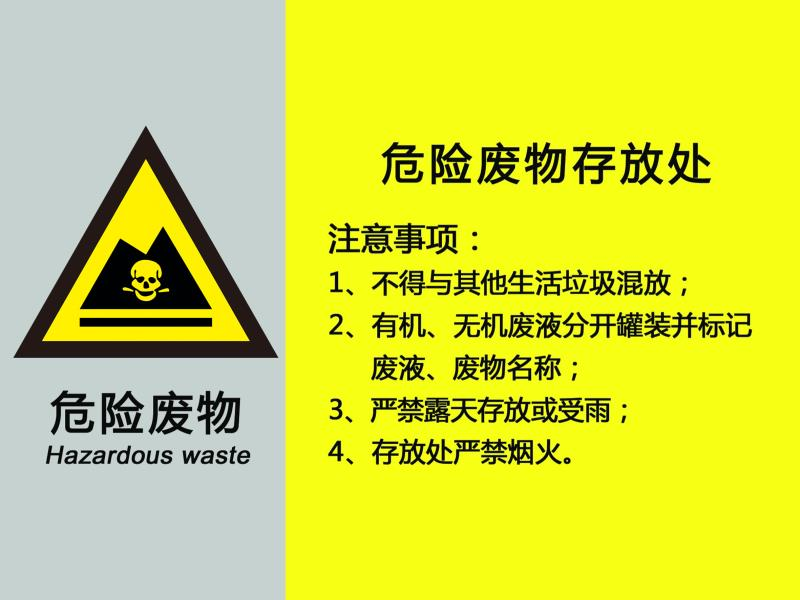 危险废物
Hazardous waste
危险废物存放处
注意事项：
1、不得与其他生活垃圾混放；
2、有机、无机废液分开罐装并标记
废液、废物名称；
3、严禁露天存放或受雨；
4、存放处严禁烟火。